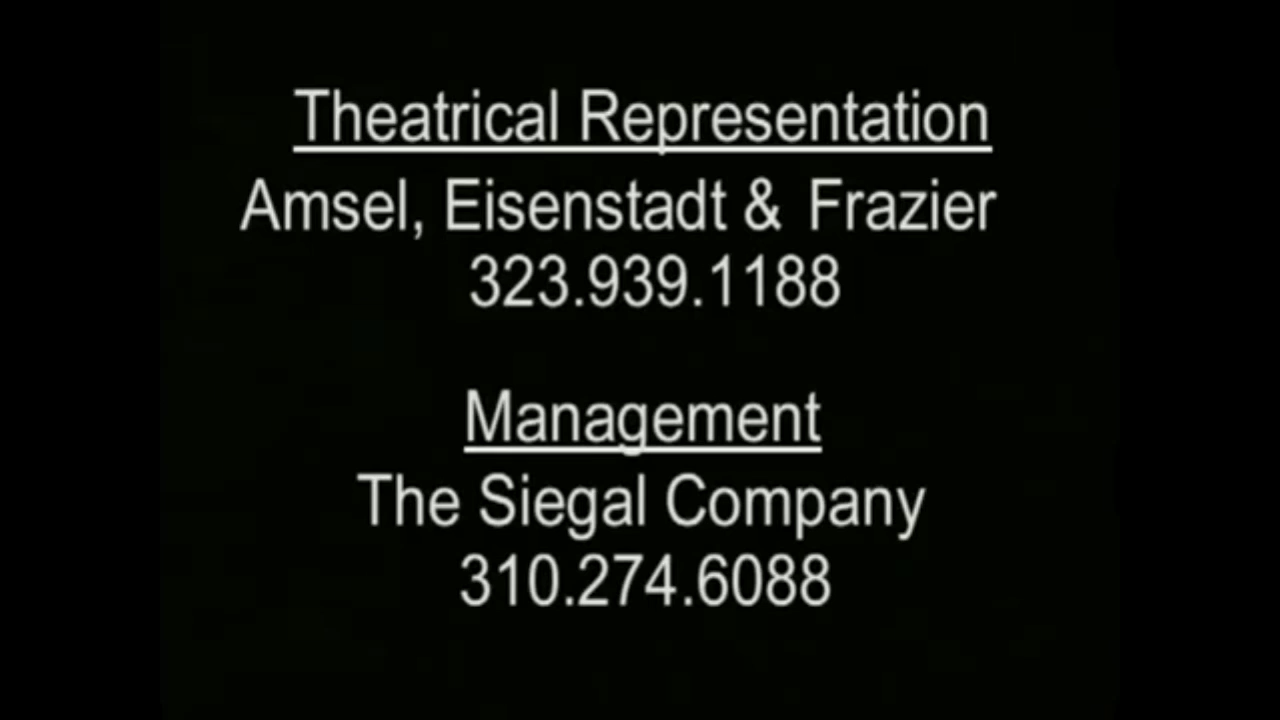 Theatrical Representation
Amsel, Eisenstadt & Frazier
323.939.1188
Management
The Siegal Company
310.274.6088